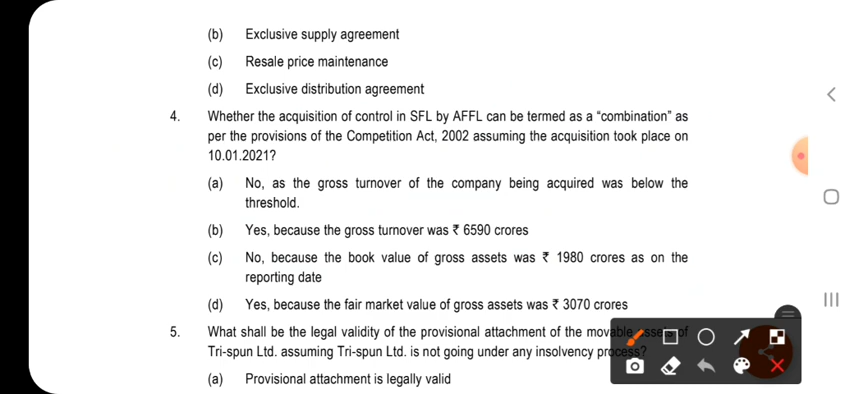 (b) Exclusive supply agreement
(c) Resale price maintenance
(d) Exclusive distribution agreement
4. Whether the acquisition of control in SFL by AFFL can be termed as a “combination” as
per the provisions of the Competition Act, 2002 assuming the acquisition took place on
10.01.2021?
(a) No, as the gross turnover of the company being acquired was below the
threshold.
(b) Yes, because the gross turnover was ₹ 6590 crores
(c) No, because the book value of gross assets was ₹ 1980 crores as on the
reporting date
(d) Yes, because the fair market value of gross assets was ₹ 3070 crores
5. What shall be the legal validity of the provisional attachment of the movable assets of
Tri-spun Ltd. assuming Tri-spun Ltd. is not going under any insolvency process?
(a) Provisional attachment is legally valid